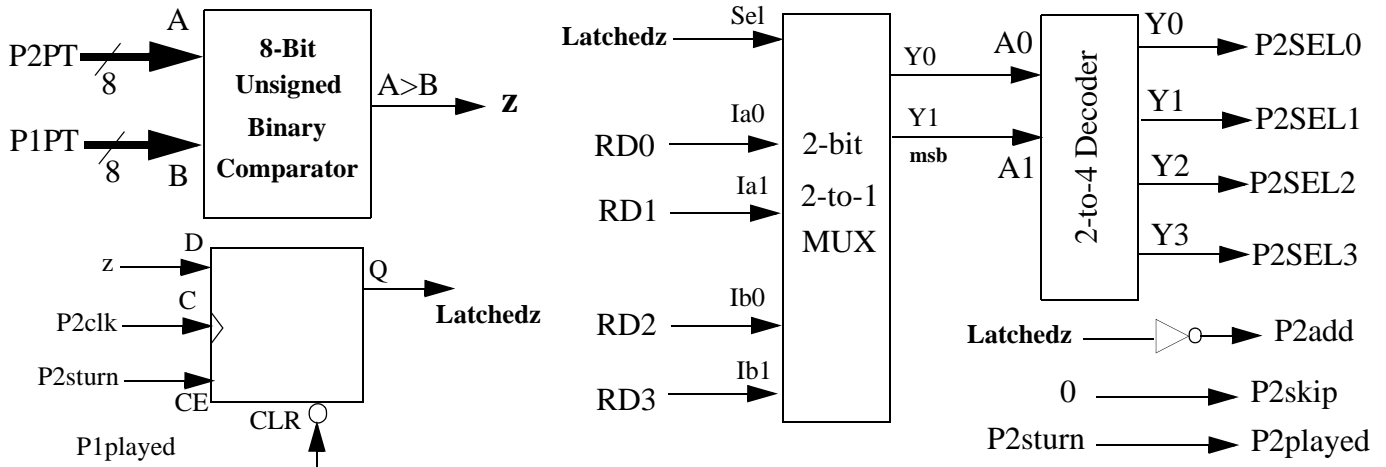 P2PT
8
A
P1PT
8
B
8-Bit
Unsigned
Binary
Comparator
A>B
z
z
D
P2clk
C
P2sturn
CE
CLR
P1played
Q
Latchedz
Latchedz
Sel
RD0
Ia0
RD1
Ia1
RD2
Ib0
RD3
Ib1
2-bit
2-to-1
MUX
Y0
Y1
msb
A0
A1
2-to-4 Decoder
Y0
P2SEL0
Y1
P2SEL1
Y2
P2SEL2
Y3
P2SEL3
Latchedz
P2add
0
P2skip
P2sturn
P2played